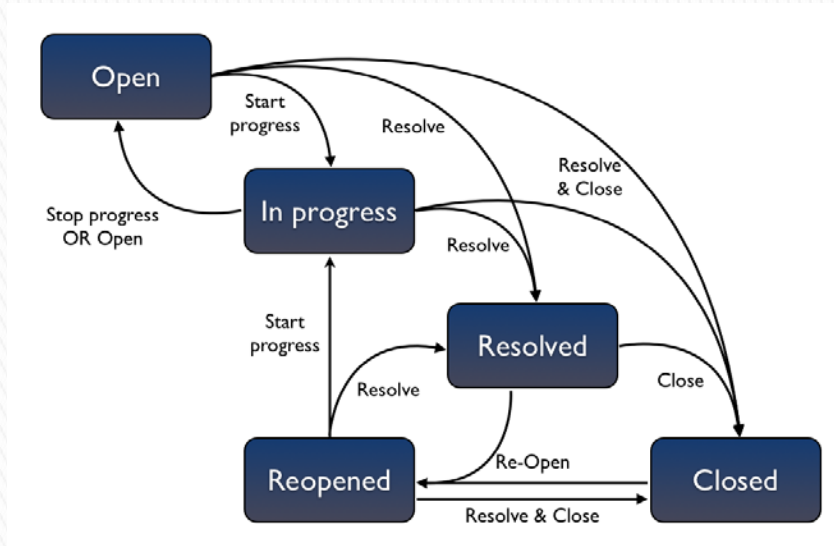 Open
Start
progress
Resolve
Resolve
& Close
In progress
Stop progress
OR Open
Resolve
Start
progress
Resolved
Resolve
Close
Re-Open
Reopened
Closed
Resolve & Close